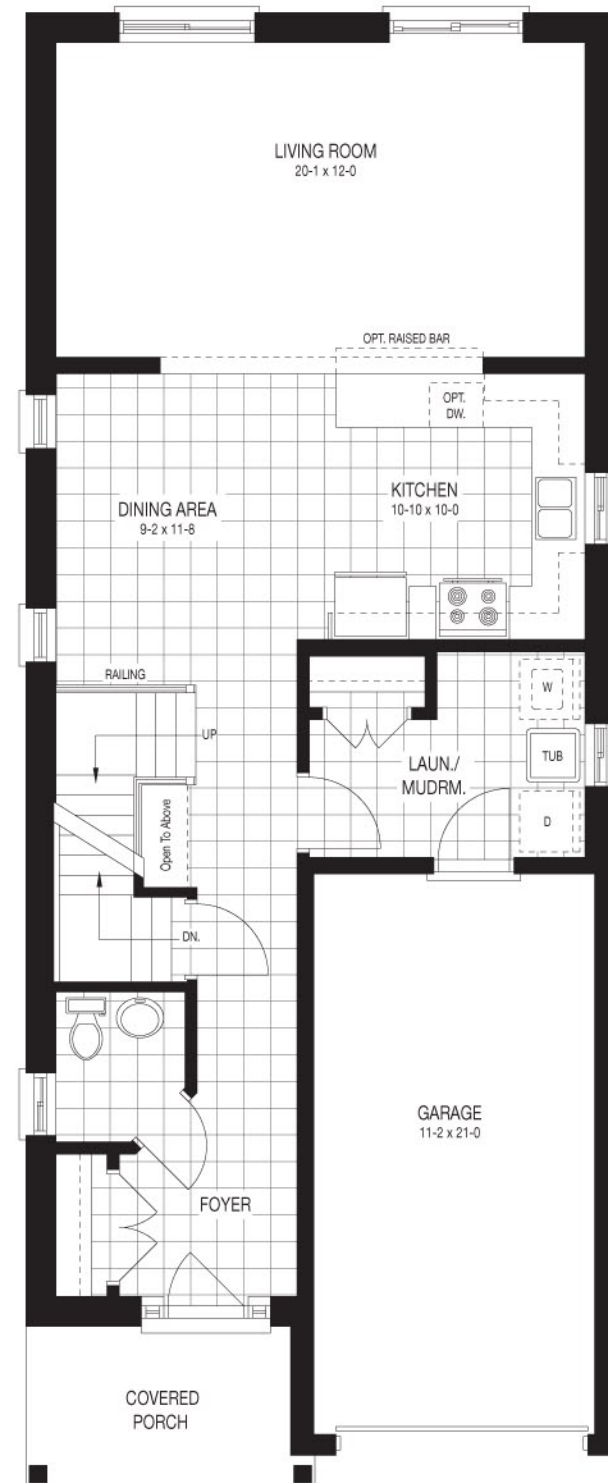 LIVING ROOM
20-1 x 12-0
OPT. RAISED BAR
OPT.
DW.
KITCHEN
10-10 x 10-0
DINING AREA
9-2 x 11-8
RAILING
UP
W
LAUN./
MUDRM.
TUB
Open To Above
D
DN.
GARAGE
11-2 x 21-0
FOYER
COVERED
PORCH